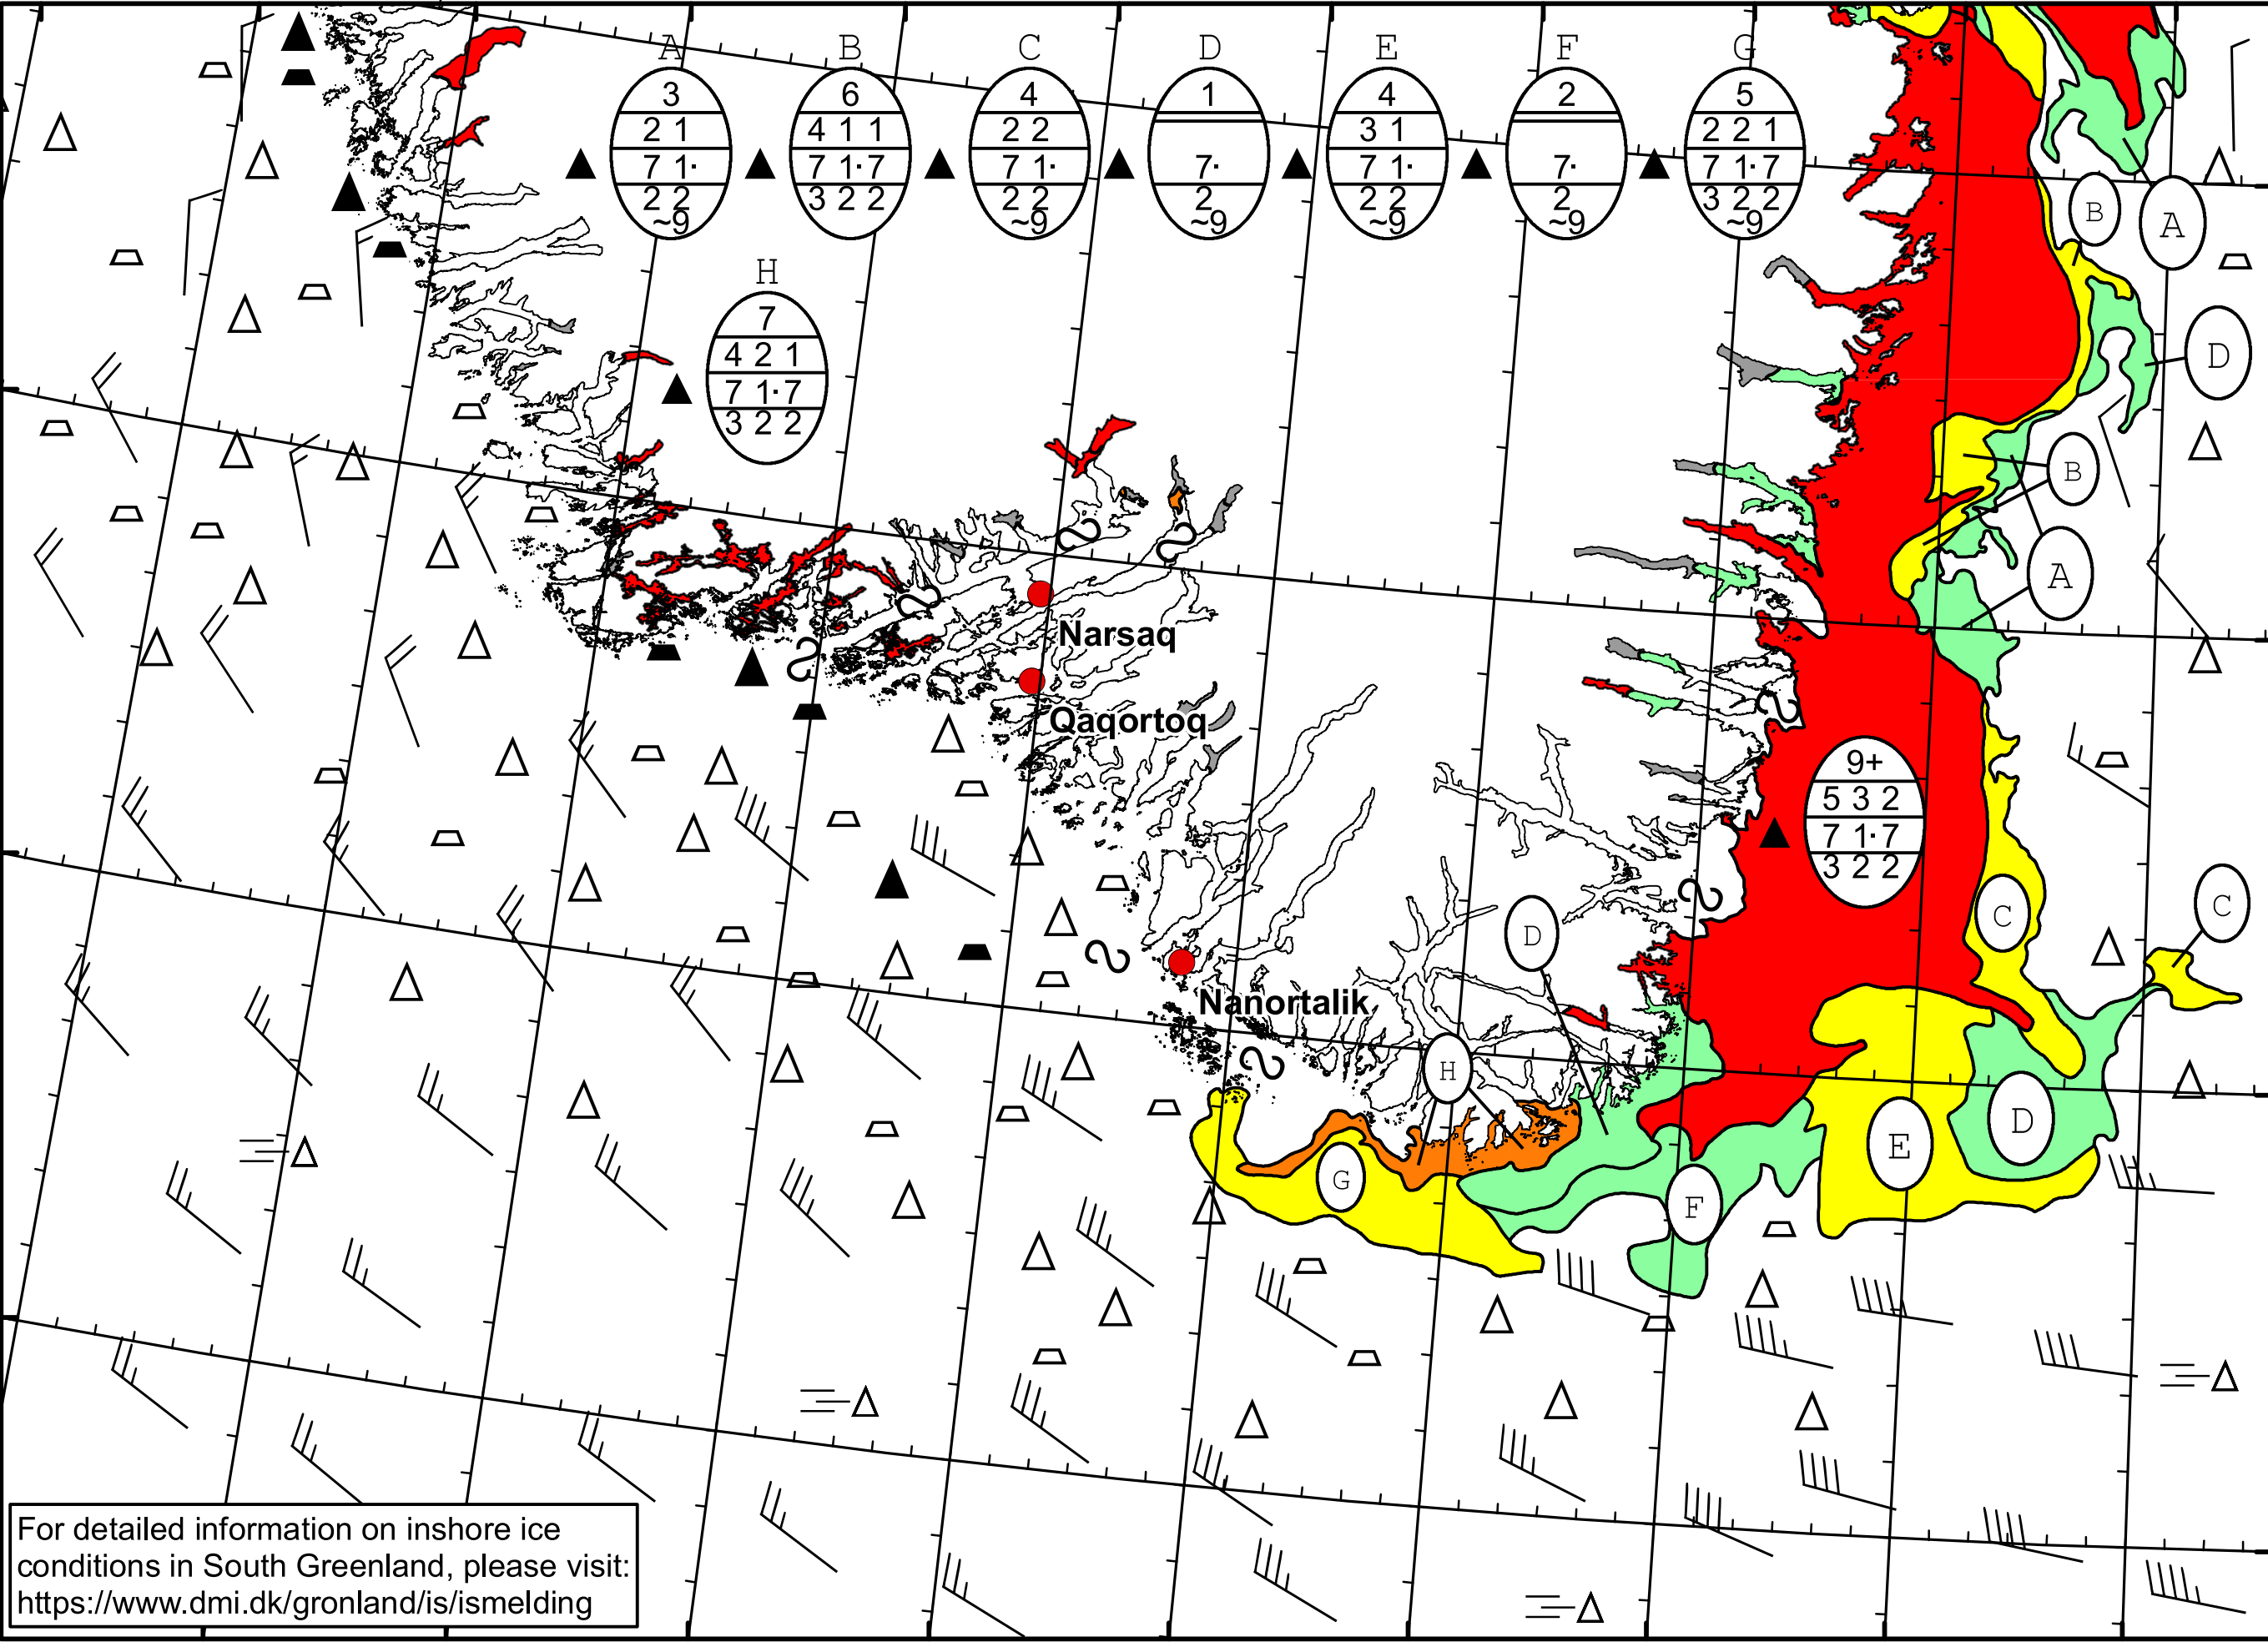 A B C D E F G
3 6 4 1 4 2 5
2 1 4 1 1 2 2 3 1 2 2 1
7 1· 7 1·7 7 1· 7· 7 1· 7· 7 1·7
2 2 3 2 2 2 2 2 2 2 2 3 2 2
~9 ~9 ~9 ~9 ~9 ~9
B
A
H
7
4 2 1
7 1·7
3 2 2
D
B
A
Narsaq
Qaqortoq
9+
5 3 2
7 1·7
3 2 2
C
C
D
Nanortalik
H
D
E
G
F
For detailed information on inshore ice
conditions in South Greenland, please visit:
https://www.dmi.dk/gronland/is/ismelding